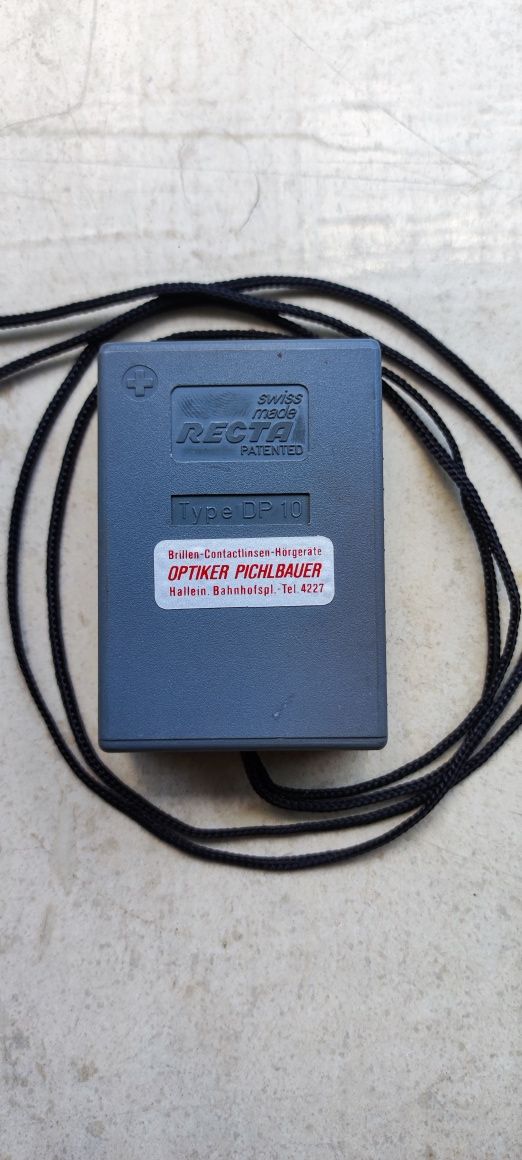 swiss
made
RECTA
PATENTED
Type DP 10
Brillen-Contactlinsen-Hörgeräte
OPTIKER PICHLBAUER
Hallein. Bahnhofspl.-Tel. 4227